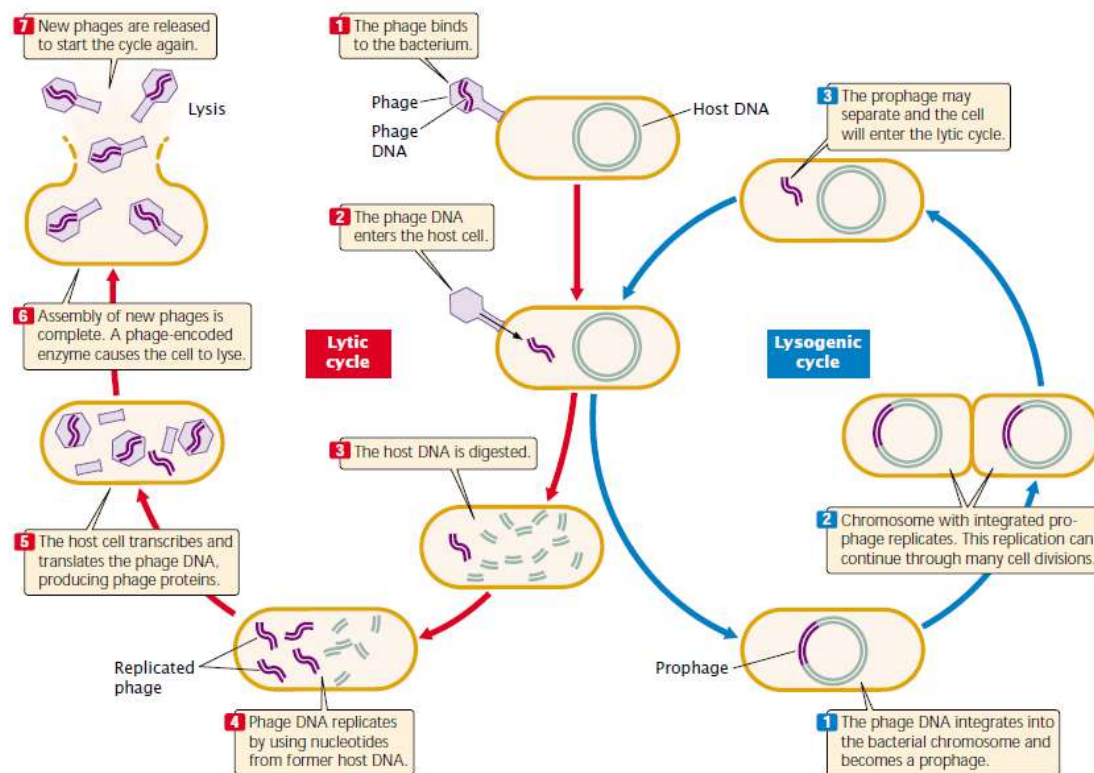 7 New phages are released
to start the cycle again.
Lysis
1 The phage binds
to the bacterium.
Phage
Phage
DNA
Host DNA
3 The prophage may
separate and the cell
will enter the lytic cycle.
2 The phage DNA
enters the host cell.
6 Assembly of new phages is
complete. A phage-encoded
enzyme causes the cell to lyse.
Lytic
cycle
Lysogenic
cycle
3 The host DNA is digested.
5 The host cell transcribes and
translates the phage DNA,
producing phage proteins.
2 Chromosome with integrated pro-
phage replicates. This replication can
continue through many cell divisions.
Replicated
phage
Prophage
4 Phage DNA replicates
by using nucleotides
from former host DNA.
1 The phage DNA integrates into
the bacterial chromosome and
becomes a prophage.